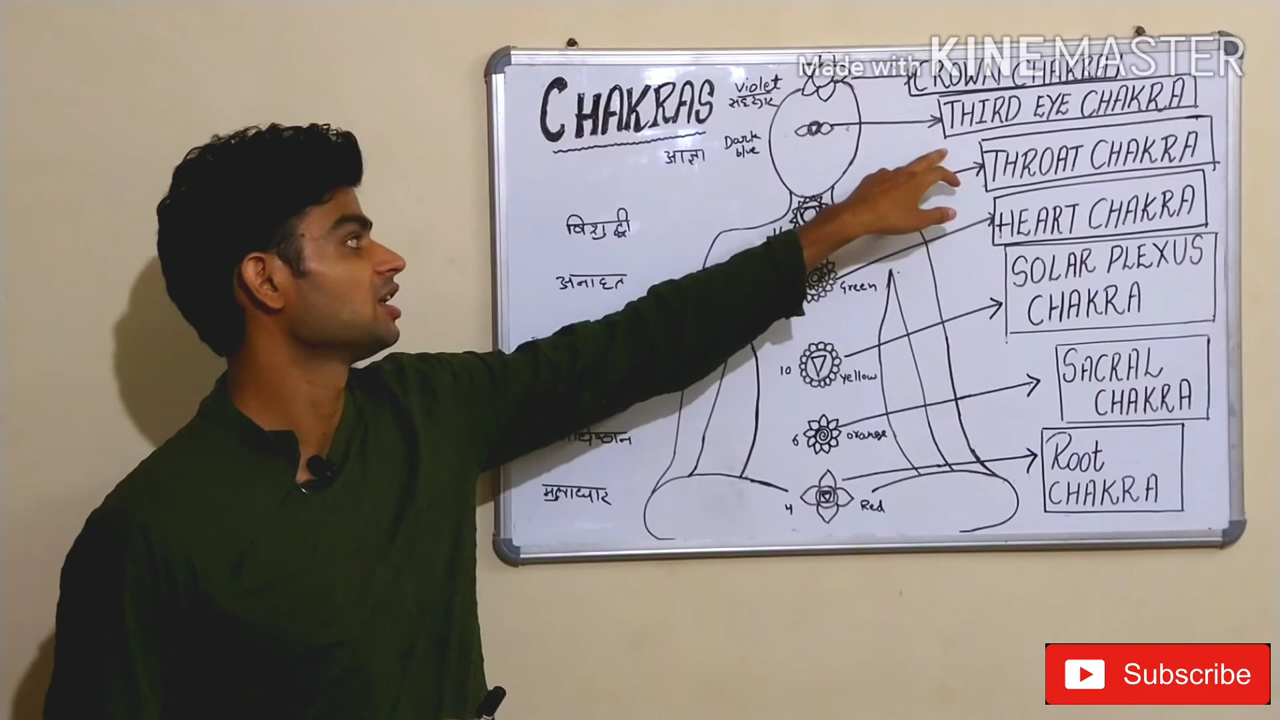 Made with KINEMASTER
CHAKRAS
Violet
CROWN CHAKRA
THIRD EYE CHAKRA
Dark
blue
आज्ञा
THROAT CHAKRA
विशुद्धी
HEART CHAKRA
अनाहत
Green
SOLAR PLEXUS
CHAKRA
10
yellow
SACRAL
CHAKRA
6
orange
Root
CHAKRA
4
Red
Subscribe